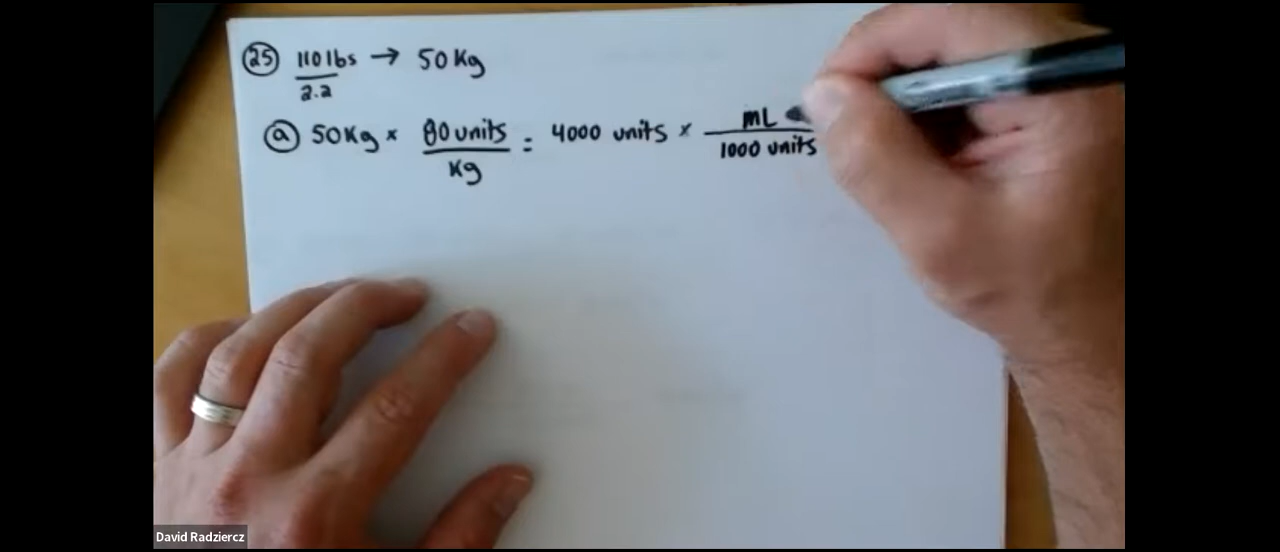 25 110 lbs → 50 Kg
2.2
a 50 Kg × 80 units = 4000 units × mL
Kg 1000 units
David Radziercz